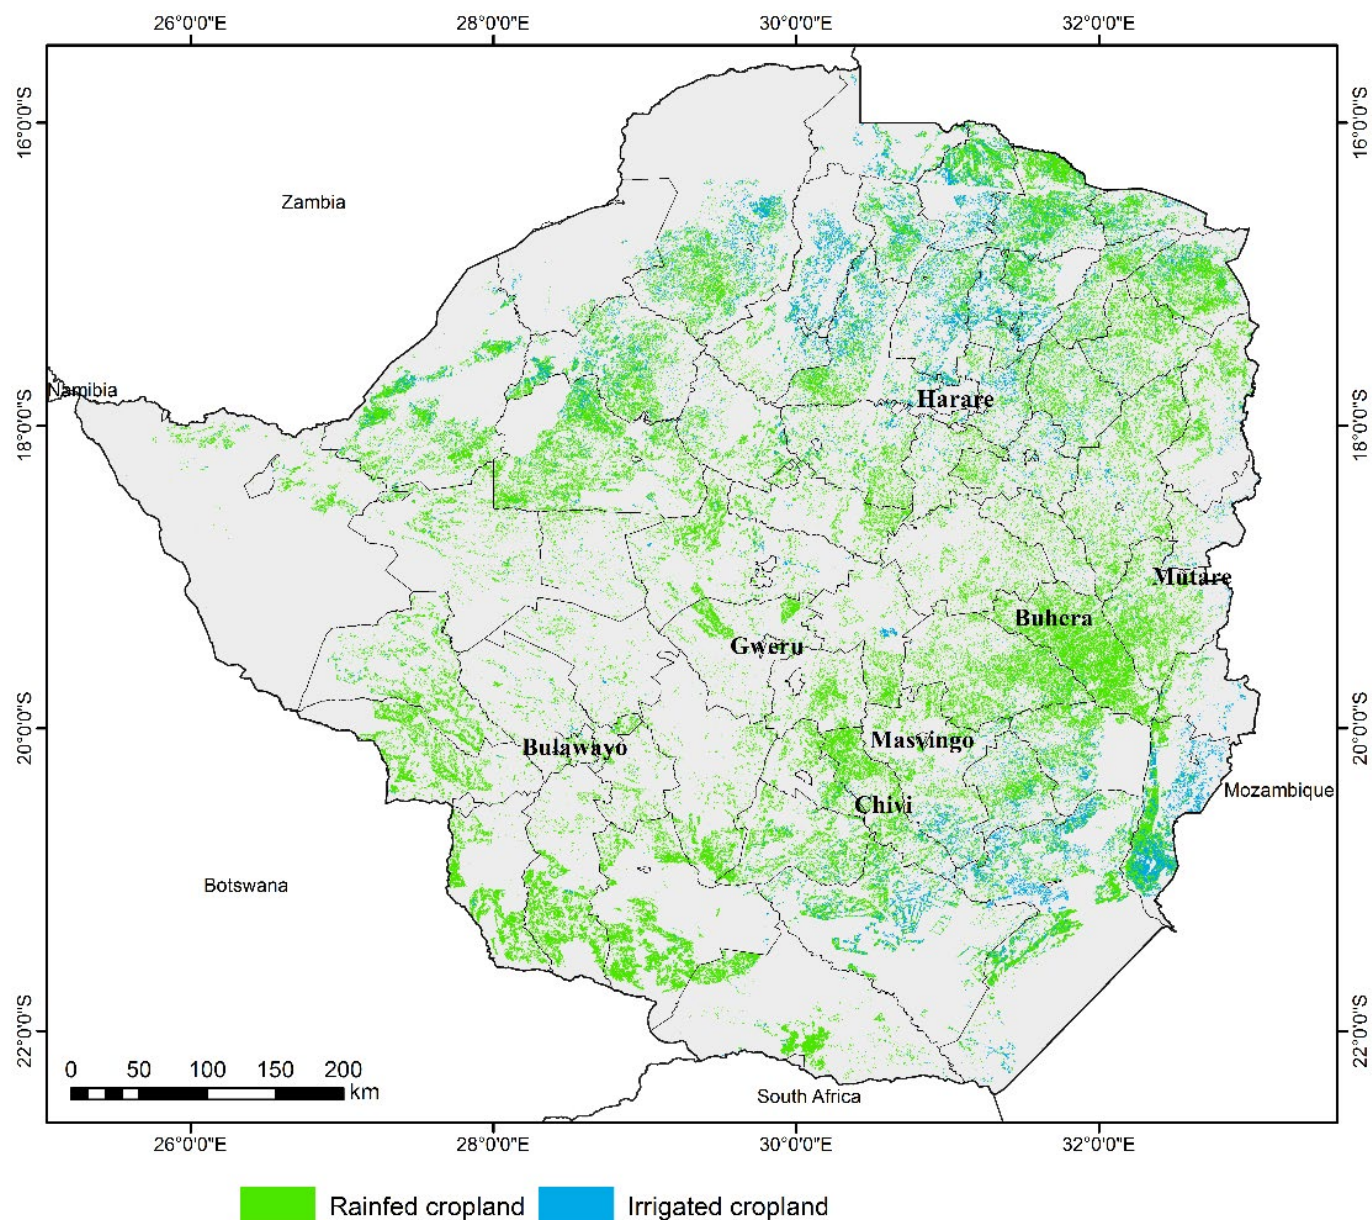 26°0'0"E 28°0'0"E 30°0'0"E 32°0'0"E
16°0'0"S 16°0'0"S
Zambia
Namibia
Harare
18°0'0"S 18°0'0"S
Mutare
Buhera
Gweru
Masvingo
Bulawayo
20°0'0"S 20°0'0"S
Mozambique
Chivi
Botswana
22°0'0"S 22°0'0"S
0 50 100 150 200
km
South Africa
26°0'0"E 28°0'0"E 30°0'0"E 32°0'0"E
Rainfed cropland Irrigated cropland